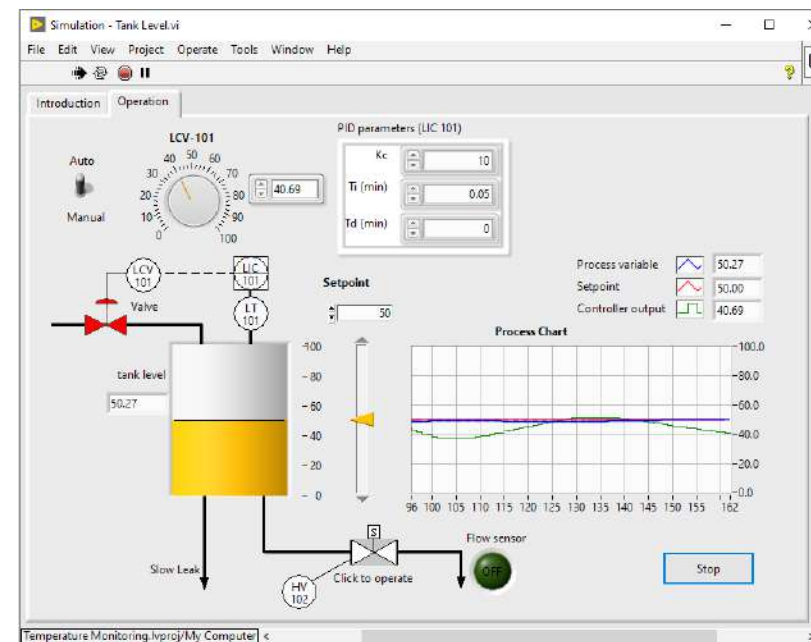 Simulation - Tank Level.vi
File Edit View Project Operate Tools Window Help
Introduction Operation
LCV-101
Auto
Manual
0 10 20 30 40 50 60 70 80 90 100
40.69
PID parameters (LIC 101)
Kc 10
Ti (min) 0.05
Td (min) 0
LCV 101
LIC 101
LT 101
Valve
Setpoint
50
Process variable 50.27
Setpoint 50.00
Controller output 40.69
Process Chart
tank level
50.27
100
80
60
40
20
0
100.0
80.0
60.0
40.0
20.0
0.0
96 100 105 110 115 120 125 130 135 140 145 150 155 162
S
Flow sensor
OFF
Slow Leak
HV 102
Click to operate
Stop
Temperature Monitoring.lvproj/My Computer <